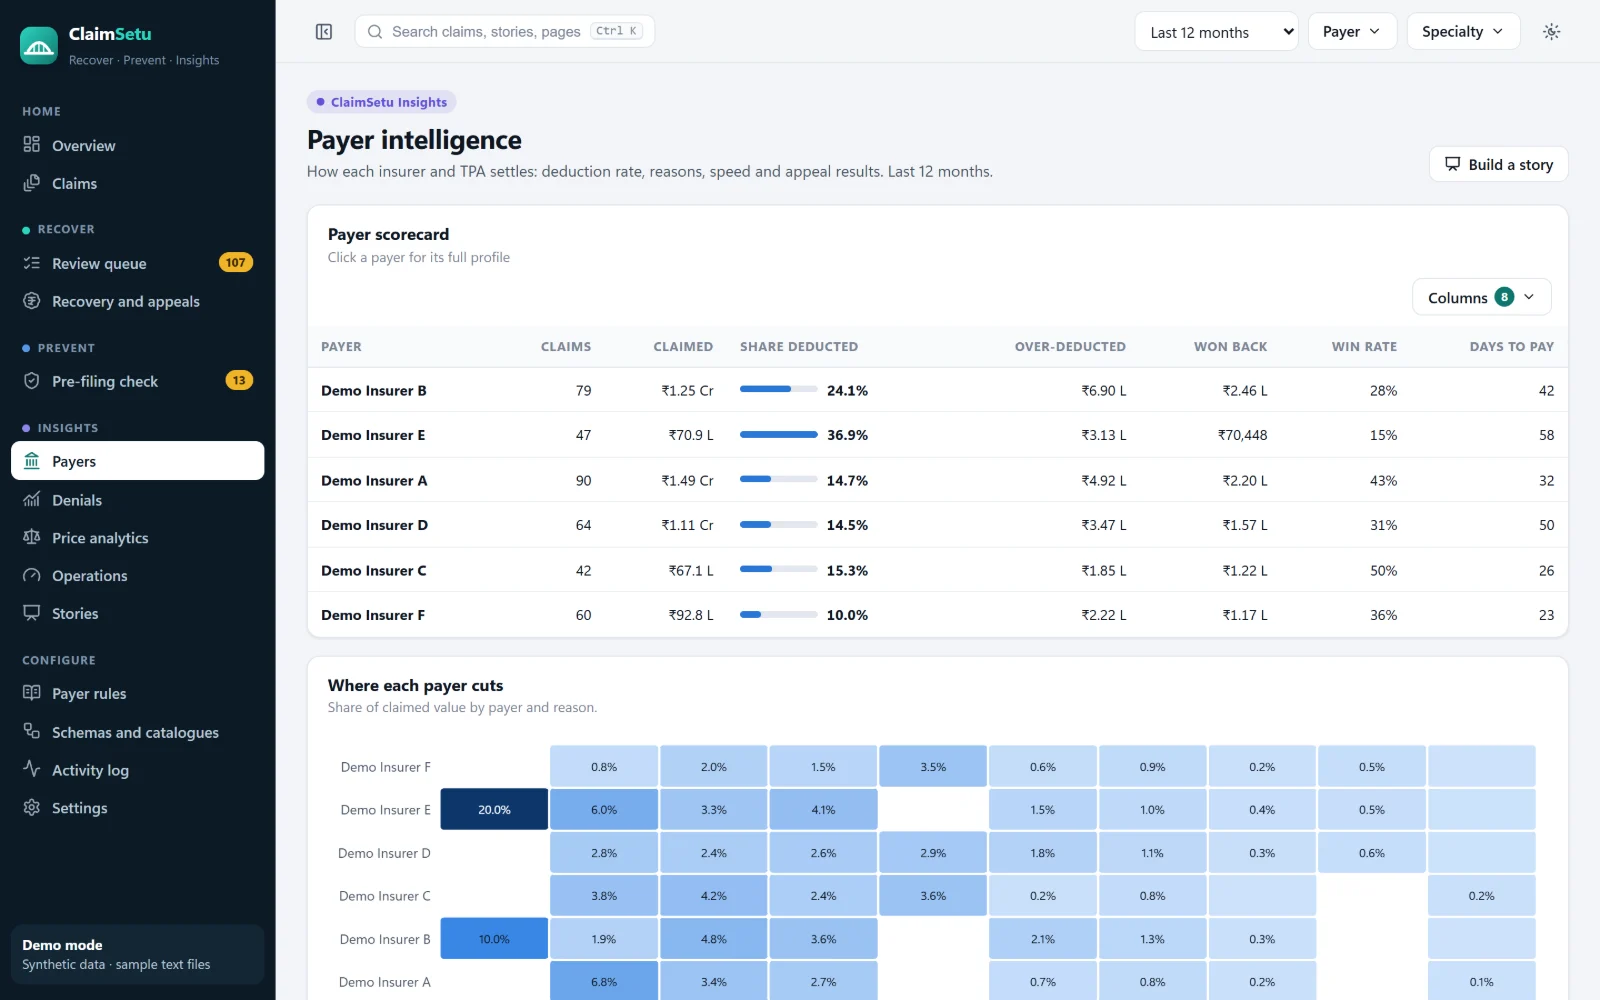 ClaimSetu
Recover · Prevent · Insights
HOME
Overview
Claims
RECOVER
Review queue 107
Recovery and appeals
PREVENT
Pre-filing check 13
INSIGHTS
Payers
Denials
Price analytics
Operations
Stories
CONFIGURE
Payer rules
Schemas and catalogues
Activity log
Settings
Demo mode
Synthetic data · sample text files
Search claims, stories, pages Ctrl K
Last 12 months Payer Specialty
ClaimSetu Insights
Payer intelligence
How each insurer and TPA settles: deduction rate, reasons, speed and appeal results. Last 12 months.
Build a story
Payer scorecard
Click a payer for its full profile
Columns 8
PAYER CLAIMS CLAIMED SHARE DEDUCTED OVER-DEDUCTED WON BACK WIN RATE DAYS TO PAY
Demo Insurer B 79 ₹1.25 Cr 24.1% ₹6.90 L ₹2.46 L 28% 42
Demo Insurer E 47 ₹70.9 L 36.9% ₹3.13 L ₹70,448 15% 58
Demo Insurer A 90 ₹1.49 Cr 14.7% ₹4.92 L ₹2.20 L 43% 32
Demo Insurer D 64 ₹1.11 Cr 14.5% ₹3.47 L ₹1.57 L 31% 50
Demo Insurer C 42 ₹67.1 L 15.3% ₹1.85 L ₹1.22 L 50% 26
Demo Insurer F 60 ₹92.8 L 10.0% ₹2.22 L ₹1.17 L 36% 23
Where each payer cuts
Share of claimed value by payer and reason.
Demo Insurer F 0.8% 2.0% 1.5% 3.5% 0.6% 0.9% 0.2% 0.5%
Demo Insurer E 20.0% 6.0% 3.3% 4.1% 1.5% 1.0% 0.4% 0.5%
Demo Insurer D 2.8% 2.4% 2.6% 2.9% 1.8% 1.1% 0.3% 0.6%
Demo Insurer C 3.8% 4.2% 2.4% 3.6% 0.2% 0.8% 0.2%
Demo Insurer B 10.0% 1.9% 4.8% 3.6% 2.1% 1.3% 0.3%
Demo Insurer A 6.8% 3.4% 2.7% 0.7% 0.8% 0.2% 0.1%